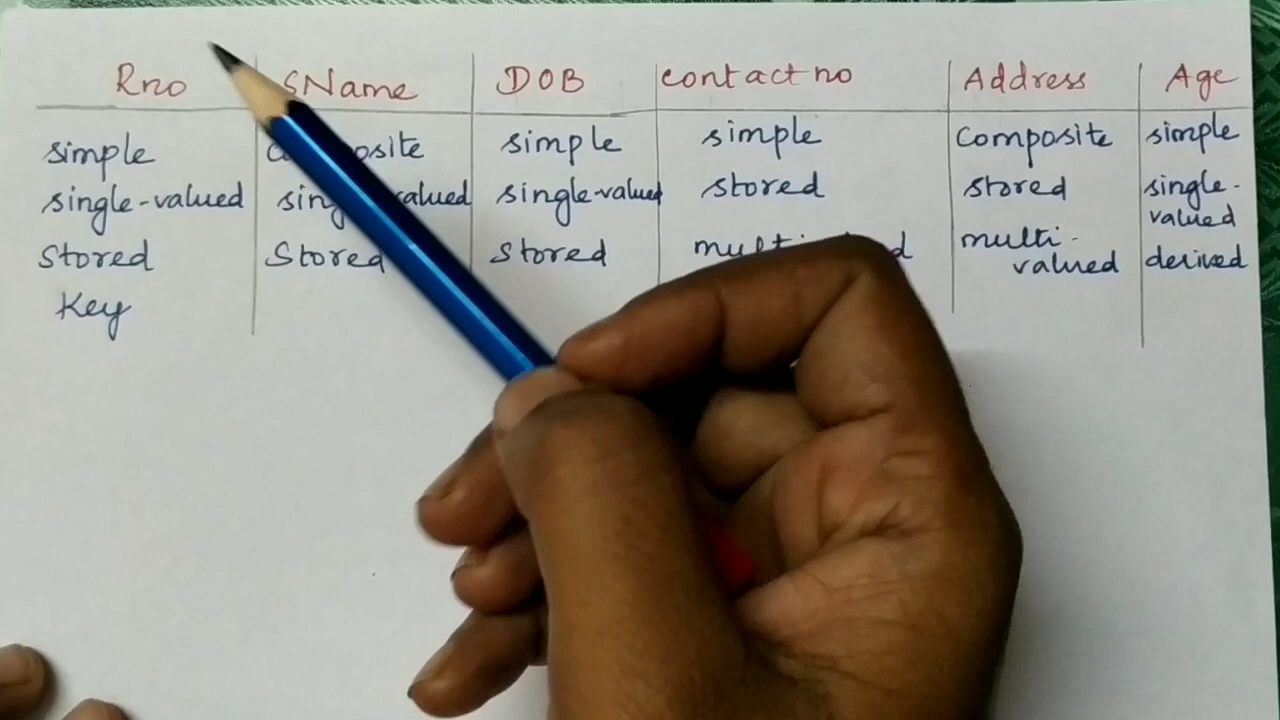 Rno SName DOB contact no Address Age
simple simple simple composite simple
single-valued single-valued stored stored single-
valued
Stored Stored Stored multi-
valued derived
Key